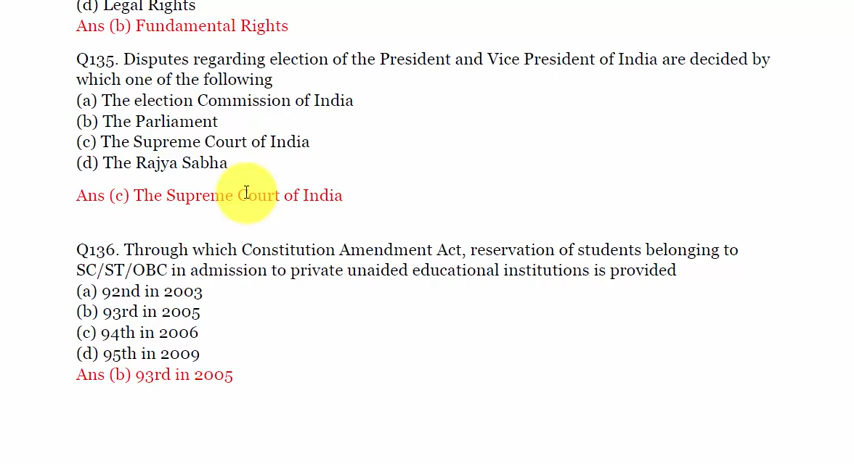 (d) Legal Rights
Ans (b) Fundamental Rights
Q135. Disputes regarding election of the President and Vice President of India are decided by
which one of the following
(a) The election Commission of India
(b) The Parliament
(c) The Supreme Court of India
(d) The Rajya Sabha
Ans (c) The Supreme Court of India
Q136. Through which Constitution Amendment Act, reservation of students belonging to
SC/ST/OBC in admission to private unaided educational institutions is provided
(a) 92nd in 2003
(b) 93rd in 2005
(c) 94th in 2006
(d) 95th in 2009
Ans (b) 93rd in 2005